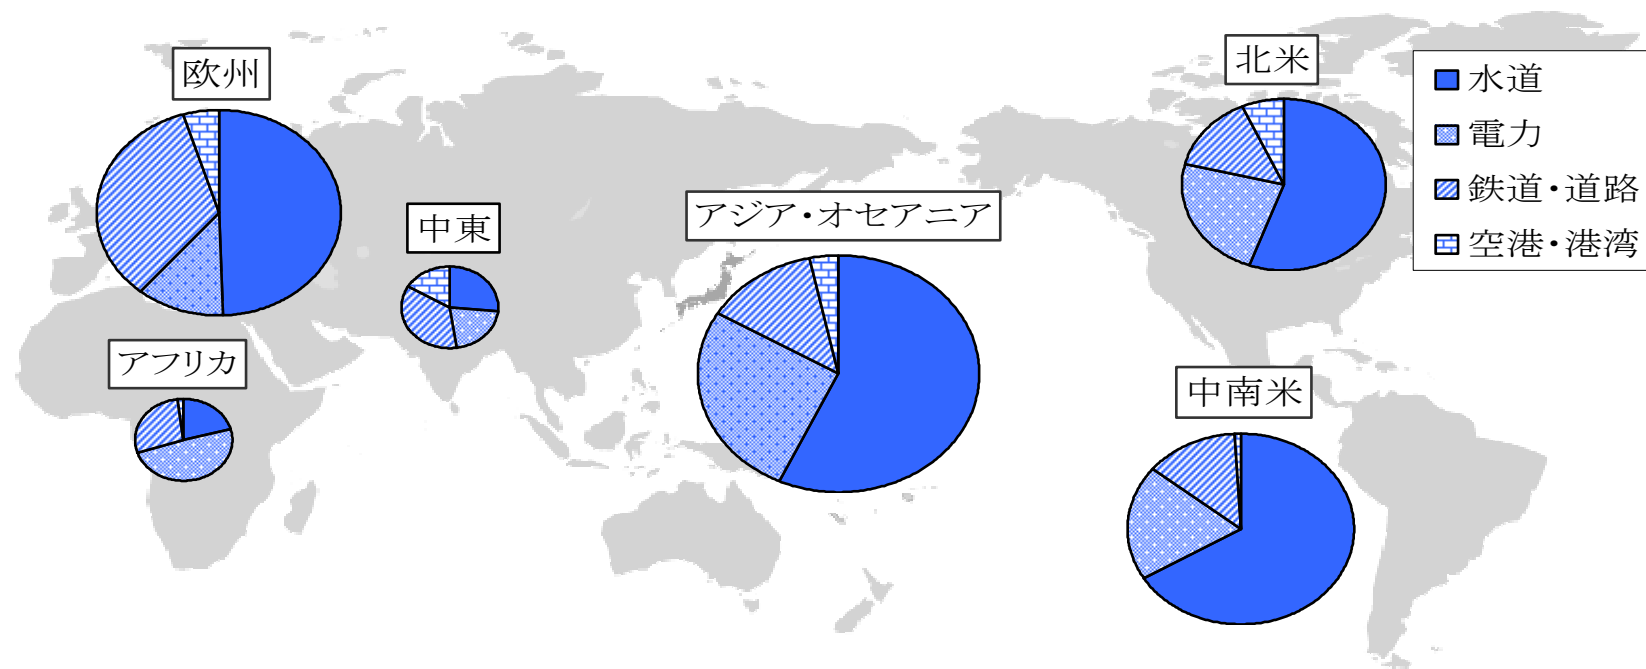 欧州
北米
水道
電力
鉄道・道路
空港・港湾
中東
アジア・オセアニア
アフリカ
中南米